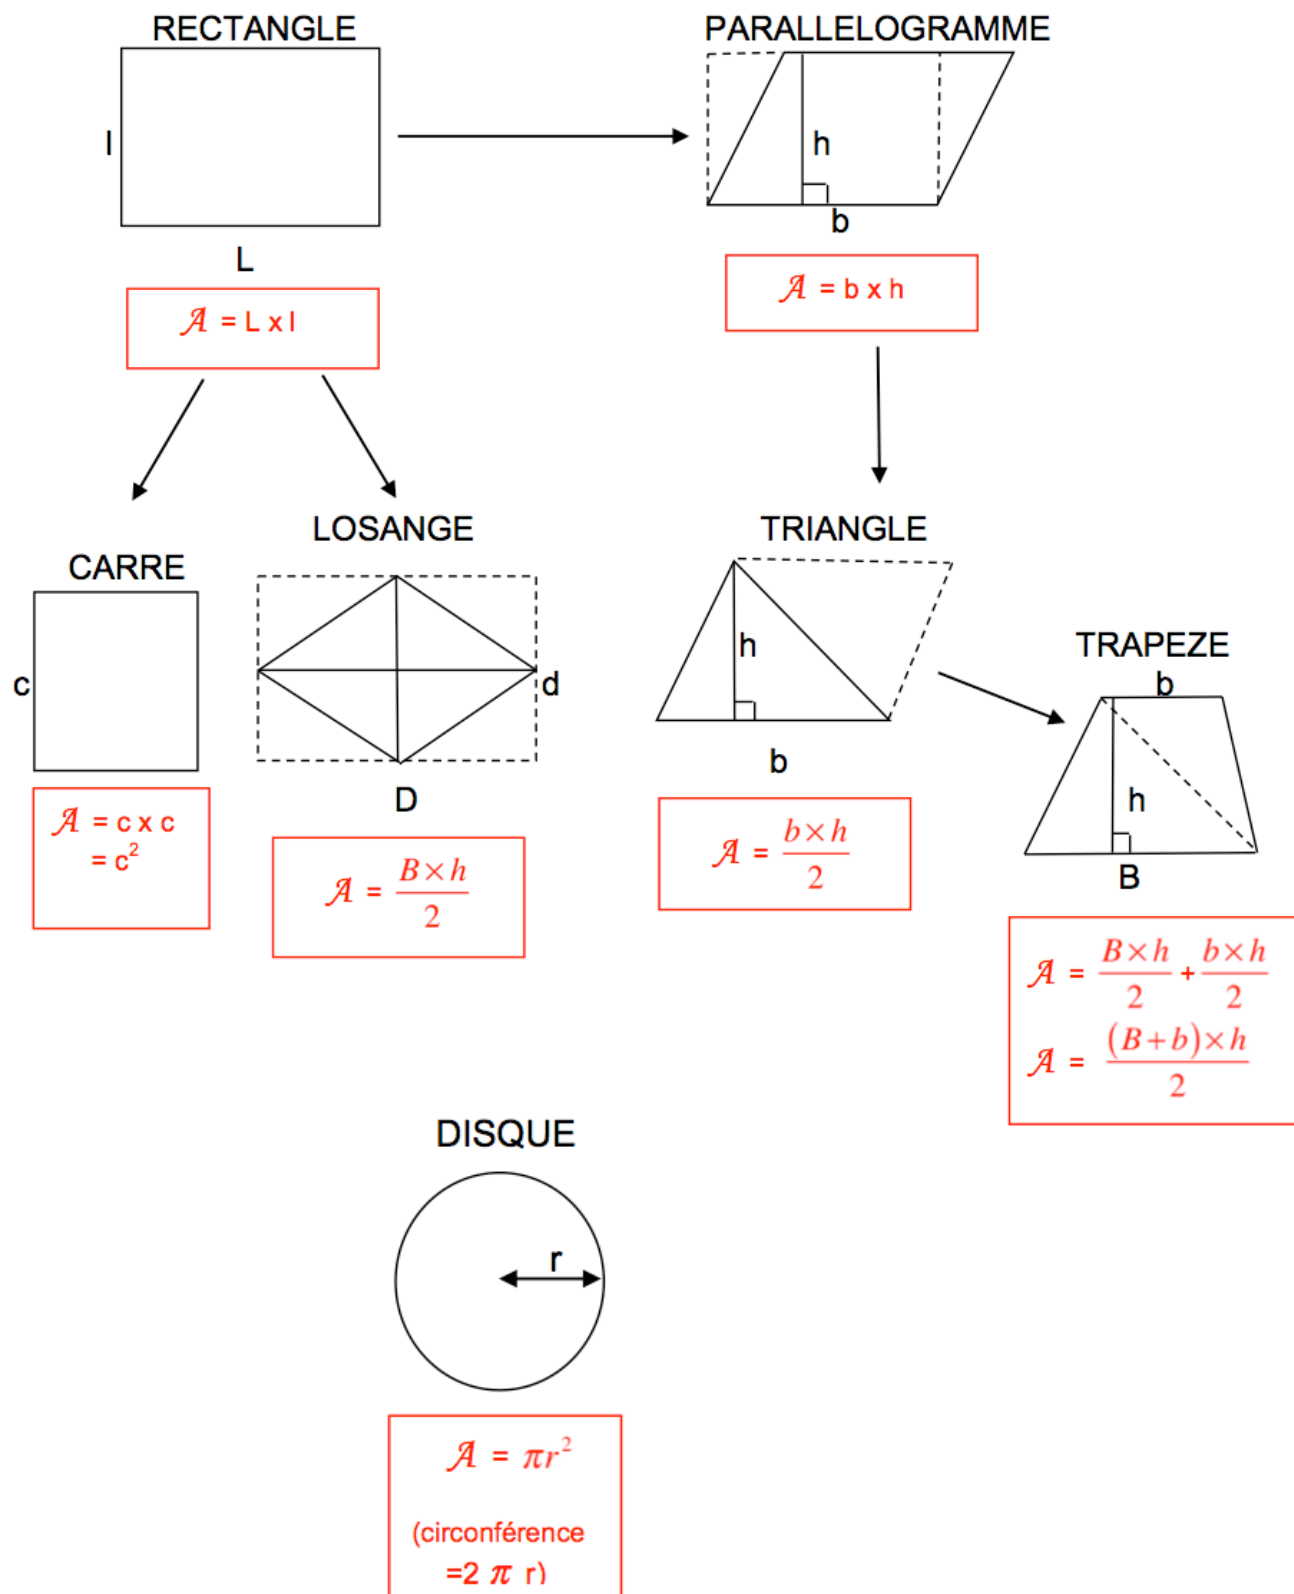 RECTANGLE
l
L
𝒜 = L x l
PARALLELOGRAMME
h
b
𝒜 = b x h
CARRE
c
𝒜 = c x c
= c²
LOSANGE
d
D
𝒜 = B × h / 2
TRIANGLE
h
b
𝒜 = b × h / 2
TRAPEZE
b
h
B
𝒜 = B × h / 2 + b × h / 2
𝒜 = (B + b) × h / 2
DISQUE
r
𝒜 = πr²
(circonférence
=2 π r)